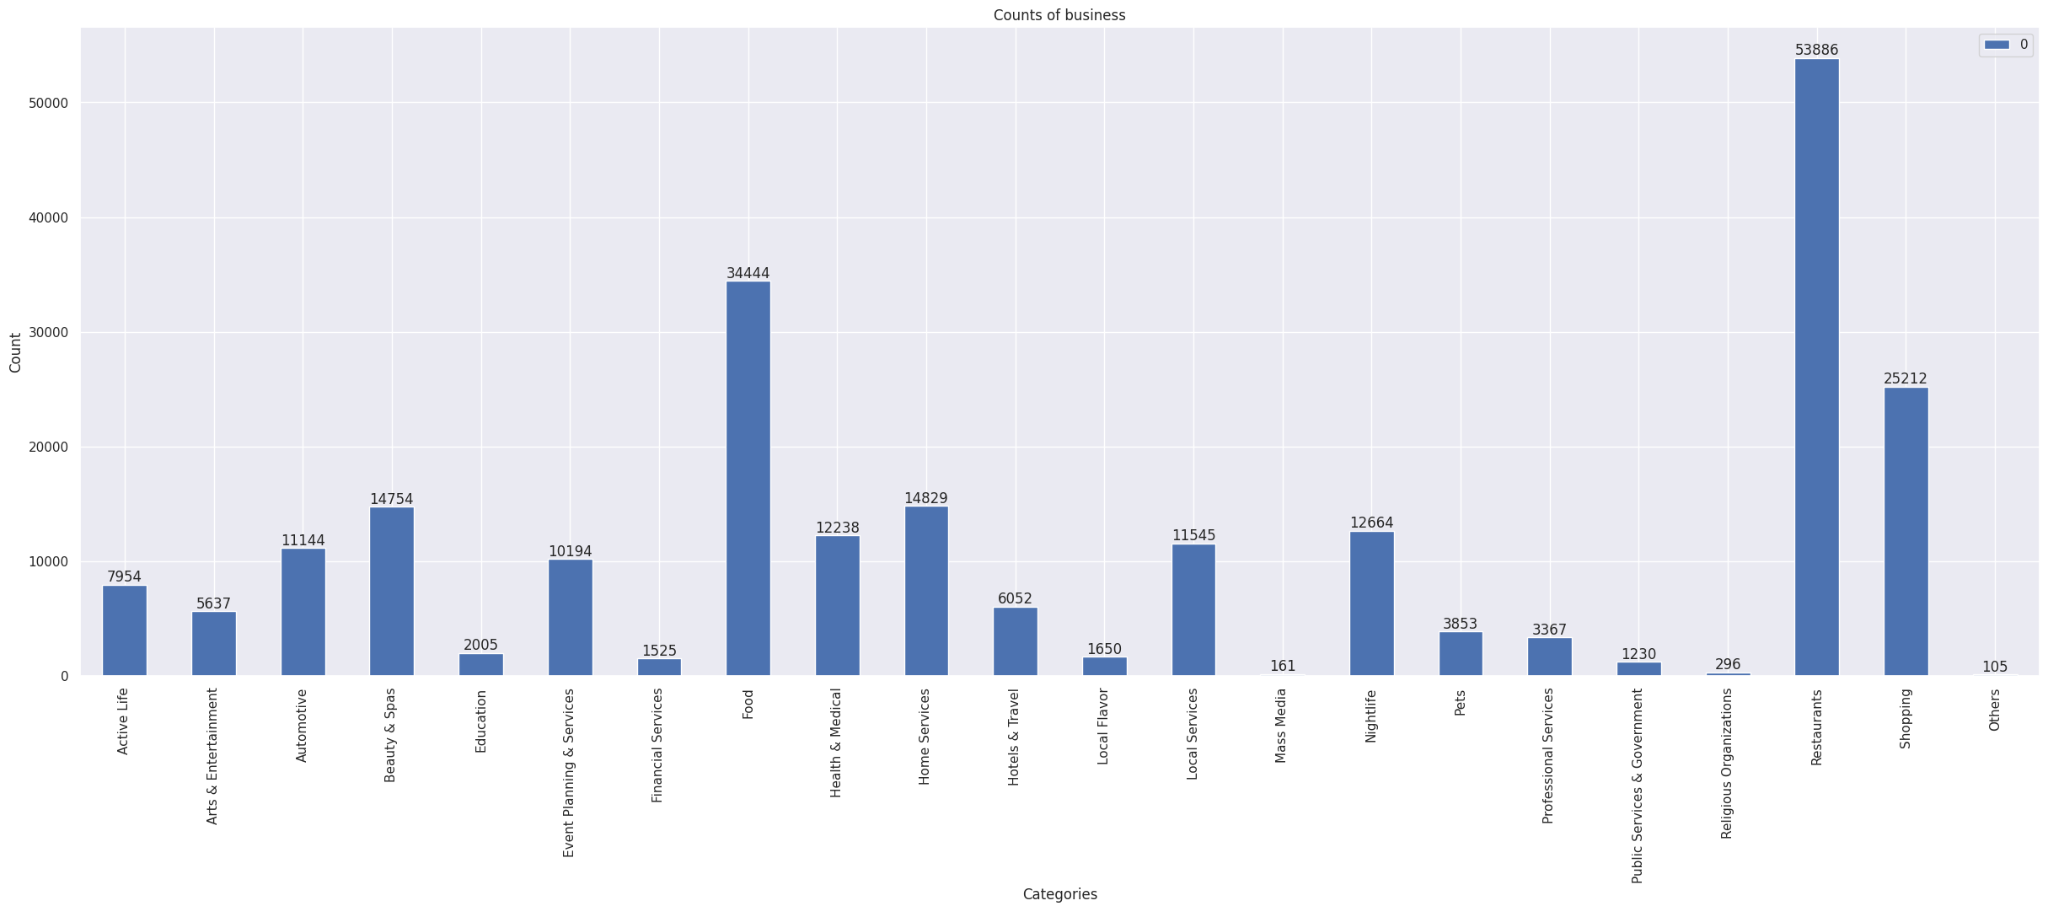 Counts of business
0
50000
40000
30000
20000
10000
0
Count
7954
5637
11144
14754
2005
10194
1525
34444
12238
14829
6052
1650
11545
161
12664
3853
3367
1230
296
53886
25212
105
Active Life
Arts & Entertainment
Automotive
Beauty & Spas
Education
Event Planning & Services
Financial Services
Food
Health & Medical
Home Services
Hotels & Travel
Local Flavor
Local Services
Mass Media
Nightlife
Pets
Professional Services
Public Services & Government
Religious Organizations
Restaurants
Shopping
Others
Categories